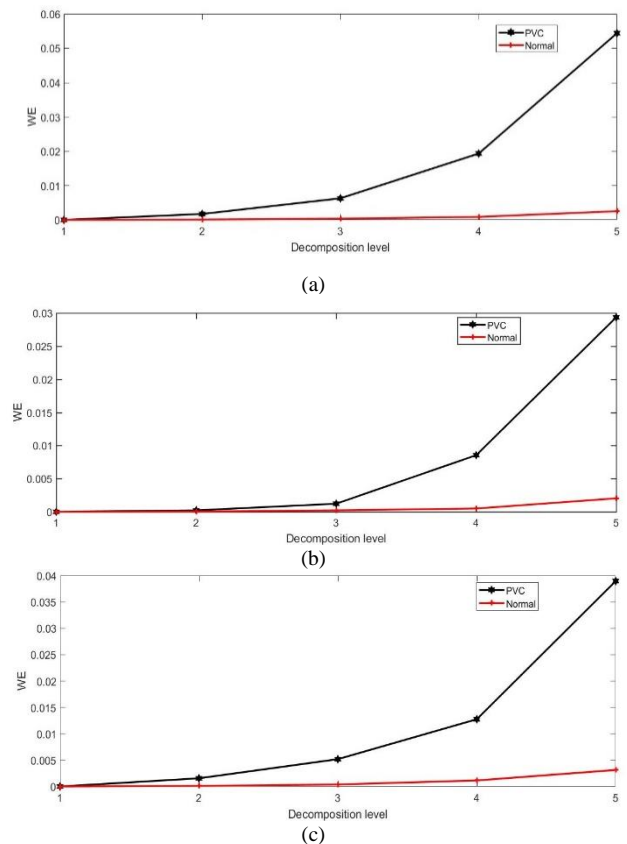 0.06
0.05
0.04
0.03
0.02
0.01
0
WE
PVC
Normal
1 2 3 4 5
Decomposition level
(a)
0.03
0.025
0.02
0.015
0.01
0.005
0
WE
PVC
Normal
1 2 3 4 5
Decomposition level
(b)
0.04
0.035
0.03
0.025
0.02
0.015
0.01
0.005
0
WE
PVC
Normal
1 2 3 4 5
Decomposition level
(c)